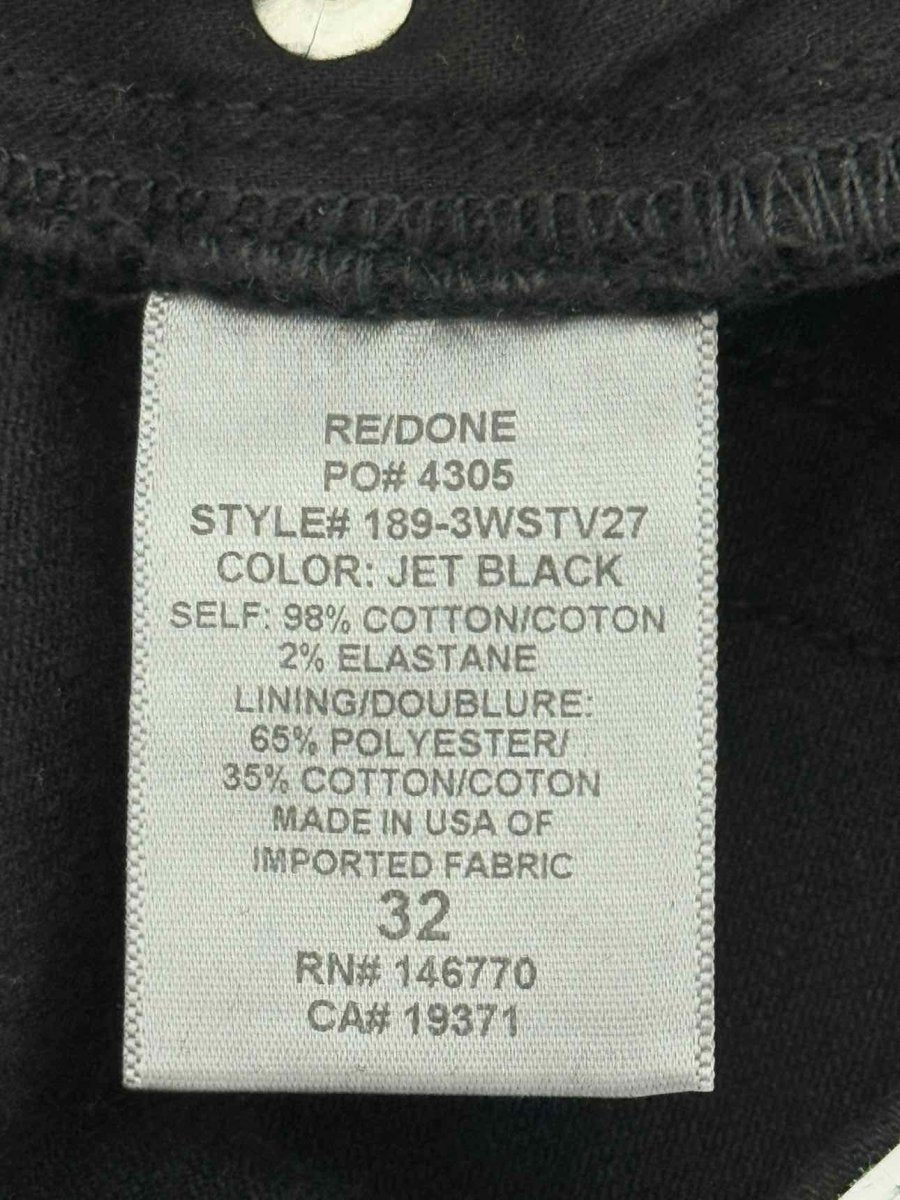 RE/DONE
PO# 4305
STYLE# 189-3WSTV27
COLOR: JET BLACK
SELF: 98% COTTON/COTON
2% ELASTANE
LINING/DOUBLURE:
65% POLYESTER/
35% COTTON/COTON
MADE IN USA OF
IMPORTED FABRIC
32
RN# 146770
CA# 19371